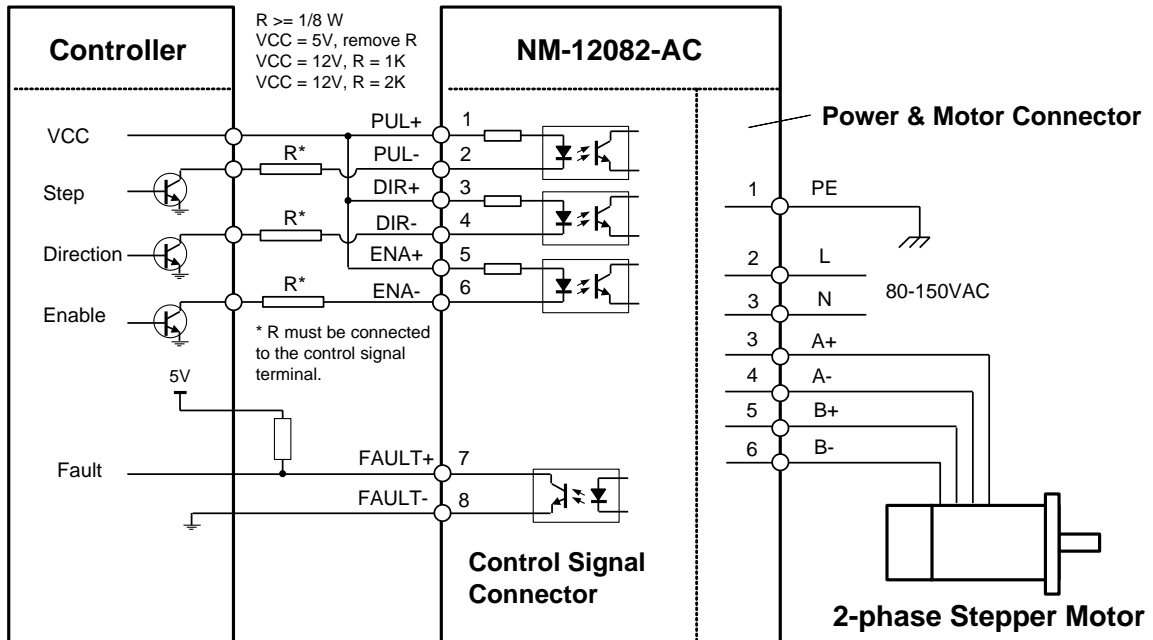 Controller
R >= 1/8 W
VCC = 5V, remove R
VCC = 12V, R = 1K
VCC = 12V, R = 2K
NM-12082-AC
Power & Motor Connector
VCC
PUL+
1
R*
PUL-
2
Step
DIR+
3
R*
DIR-
4
Direction
ENA+
5
R*
ENA-
6
Enable
* R must be connected
to the control signal
terminal.
5V
Fault
FAULT+
7
FAULT-
8
Control Signal
Connector
1
PE
2
L
3
N
80-150VAC
3
A+
4
A-
5
B+
6
B-
2-phase Stepper Motor